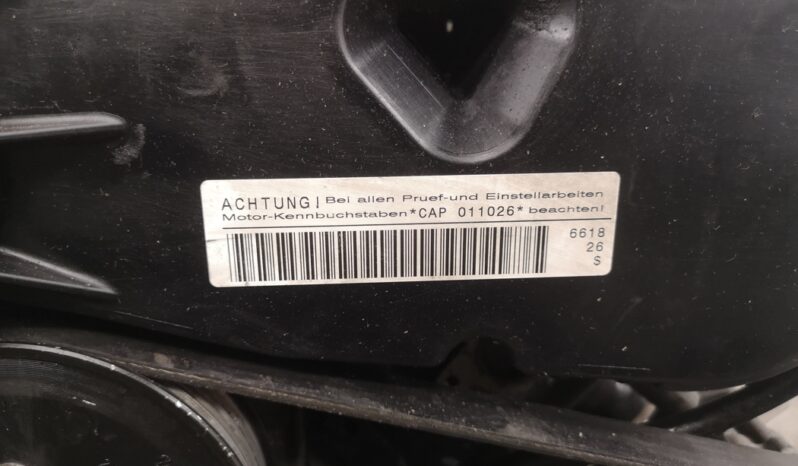 ACHTUNG! Bei allen Pruef-und Einstellarbeiten
Motor-Kennbuchstaben *CAP 011026* beachten!
6618
26
$